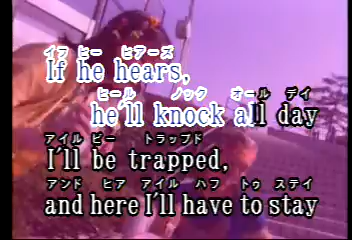 イフ ヒー ヒアーズ
If he hears,
ヒール ノック オール デイ
he'll knock all day
アイル ビー トラップド
I'll be trapped,
アンド ヒア アイル ハフ トゥ ステイ
and here I'll have to stay